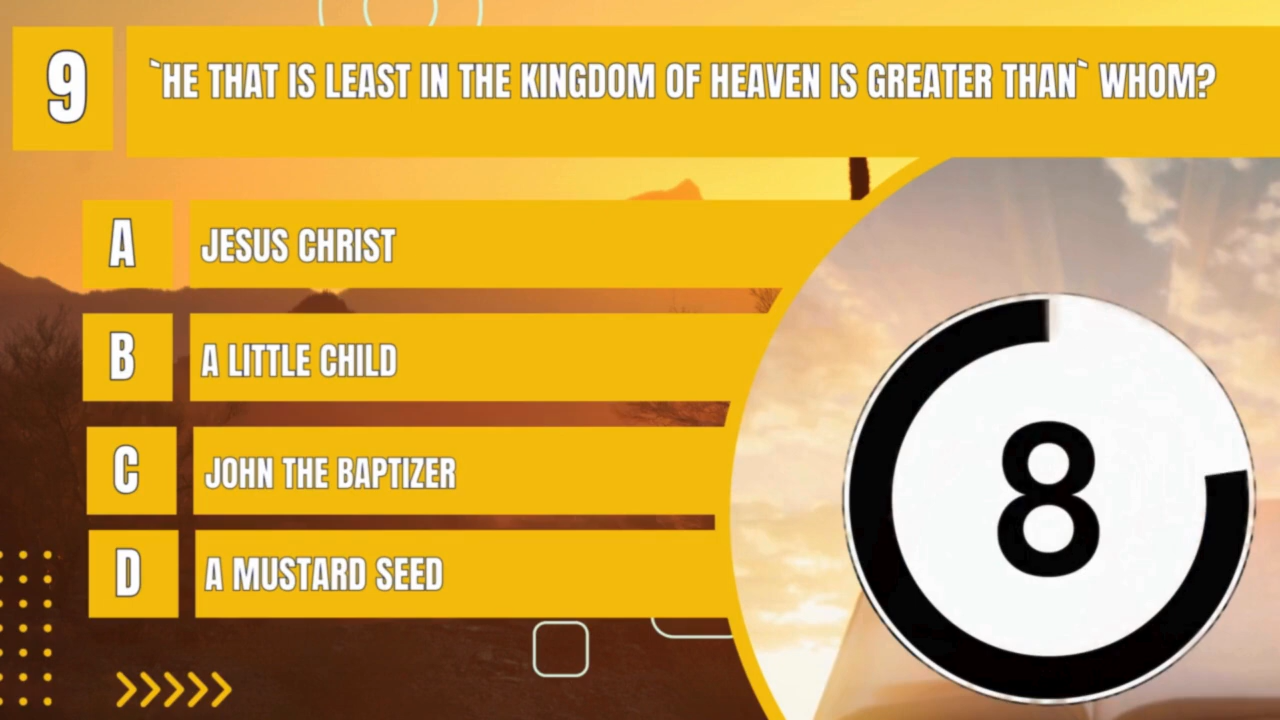 9
`HE THAT IS LEAST IN THE KINGDOM OF HEAVEN IS GREATER THAN` WHOM?
A
JESUS CHRIST
B
A LITTLE CHILD
C
JOHN THE BAPTIZER
D
A MUSTARD SEED
8